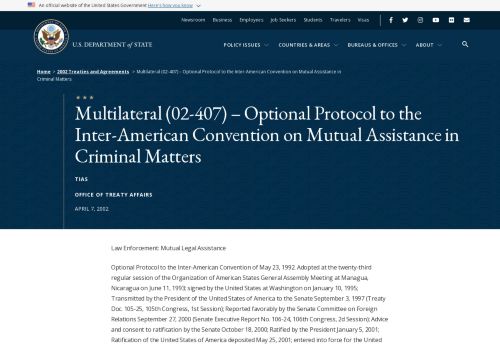 An official website of the United States Government Here's how you know
Newsroom Business Employees Job Seekers Students Travelers Visas
U.S. DEPARTMENT of STATE
POLICY ISSUES COUNTRIES & AREAS BUREAUS & OFFICES ABOUT
Home > 2002 Treaties and Agreements > Multilateral (02-407) – Optional Protocol to the Inter-American Convention on Mutual Assistance in
Criminal Matters
Multilateral (02-407) – Optional Protocol to the
Inter-American Convention on Mutual Assistance in
Criminal Matters
TIAS
OFFICE OF TREATY AFFAIRS
APRIL 7, 2002
Law Enforcement: Mutual Legal Assistance
Optional Protocol to the Inter-American Convention of May 23, 1992. Adopted at the twenty-third
regular session of the Organization of American States General Assembly Meeting at Managua,
Nicaragua on June 11, 1993; signed by the United States at Washington on January 10, 1995;
Transmitted by the President of the United States of America to the Senate September 3, 1997 (Treaty
Doc. 105-25, 105th Congress, 1st Session); Reported favorably by the Senate Committee on Foreign
Relations September 27, 2000 (Senate Executive Report No. 106-24, 106th Congress, 2d Session); Advice
and consent to ratification by the Senate October 18, 2000; Ratified by the President January 5, 2001;
Ratification of the United States of America deposited May 25, 2001; entered into force for the United